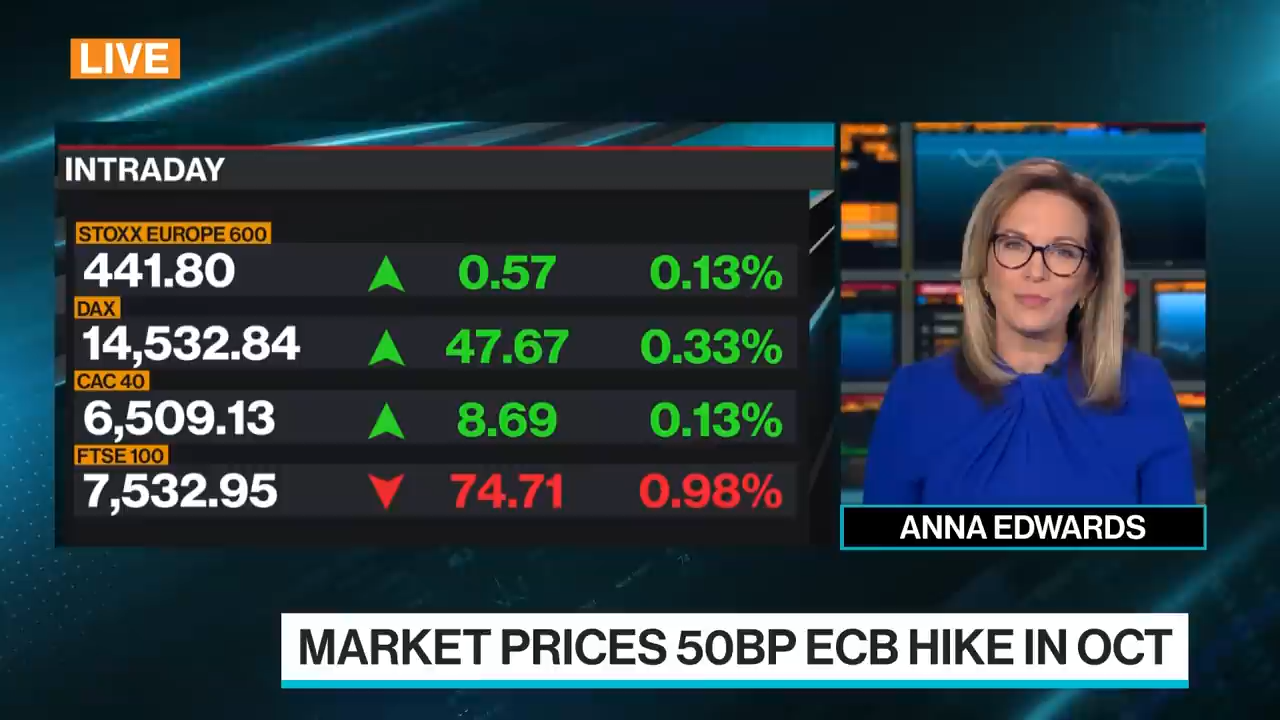 LIVE
INTRADAY
STOXX EUROPE 600
441.80 ▲ 0.57 0.13%
DAX
14,532.84 ▲ 47.67 0.33%
CAC 40
6,509.13 ▲ 8.69 0.13%
FTSE 100
7,532.95 ▼ 74.71 0.98%
ANNA EDWARDS
MARKET PRICES 50BP ECB HIKE IN OCT